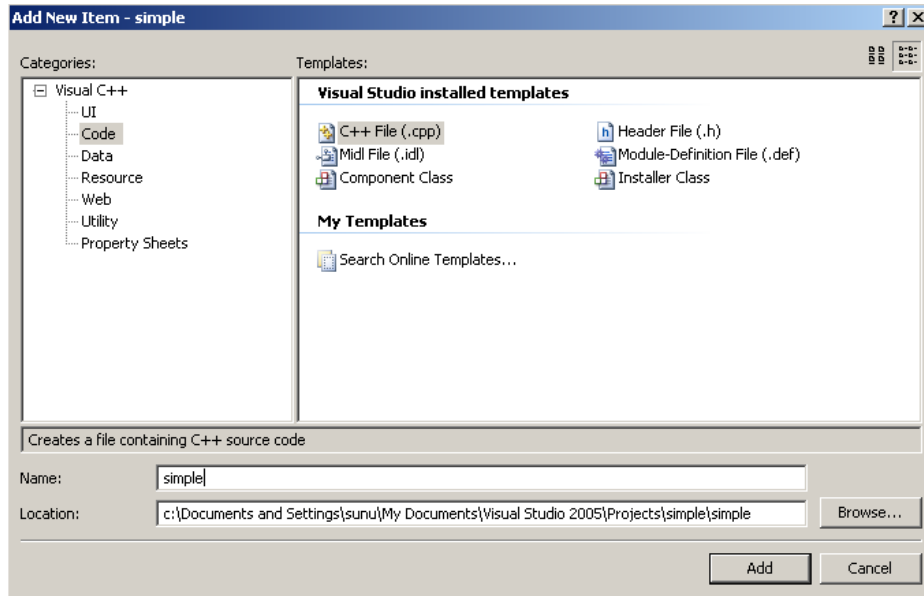 Add New Item - simple
Categories:
Templates:
Visual C++
UI
Code
Data
Resource
Web
Utility
Property Sheets
Visual Studio installed templates
C++ File (.cpp)
Header File (.h)
Midl File (.idl)
Module-Definition File (.def)
Component Class
Installer Class
My Templates
Search Online Templates...
Creates a file containing C++ source code
Name:
simple
Location:
c:\Documents and Settings\sunu\My Documents\Visual Studio 2005\Projects\simple\simple
Browse...
Add
Cancel